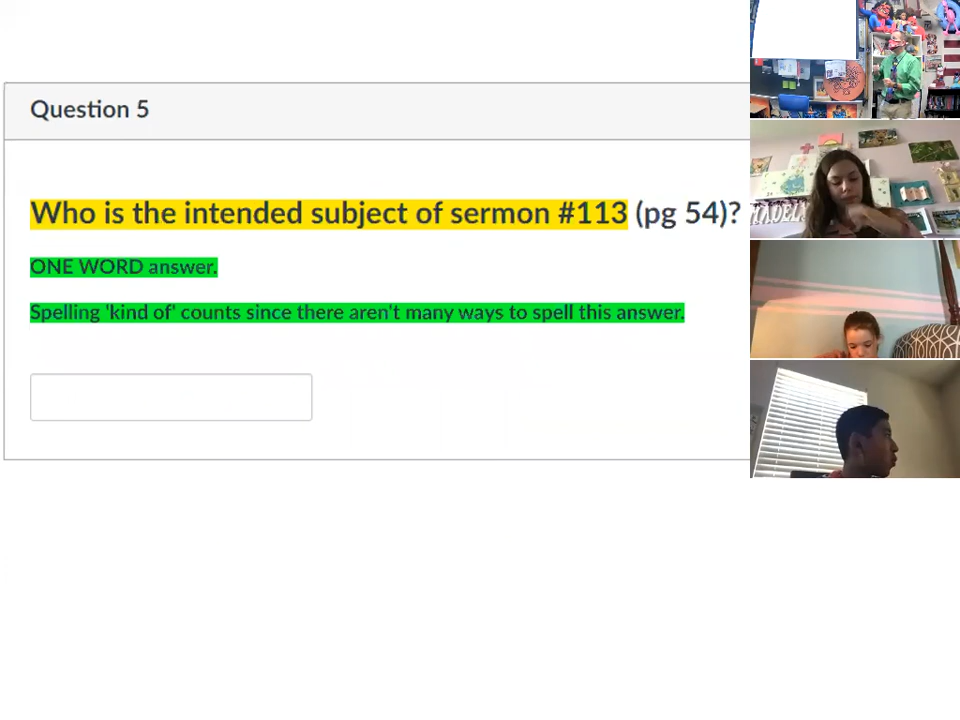 Question 5
Who is the intended subject of sermon #113 (pg 54)?
ONE WORD answer.
Spelling 'kind of' counts since there aren't many ways to spell this answer.
MADELY